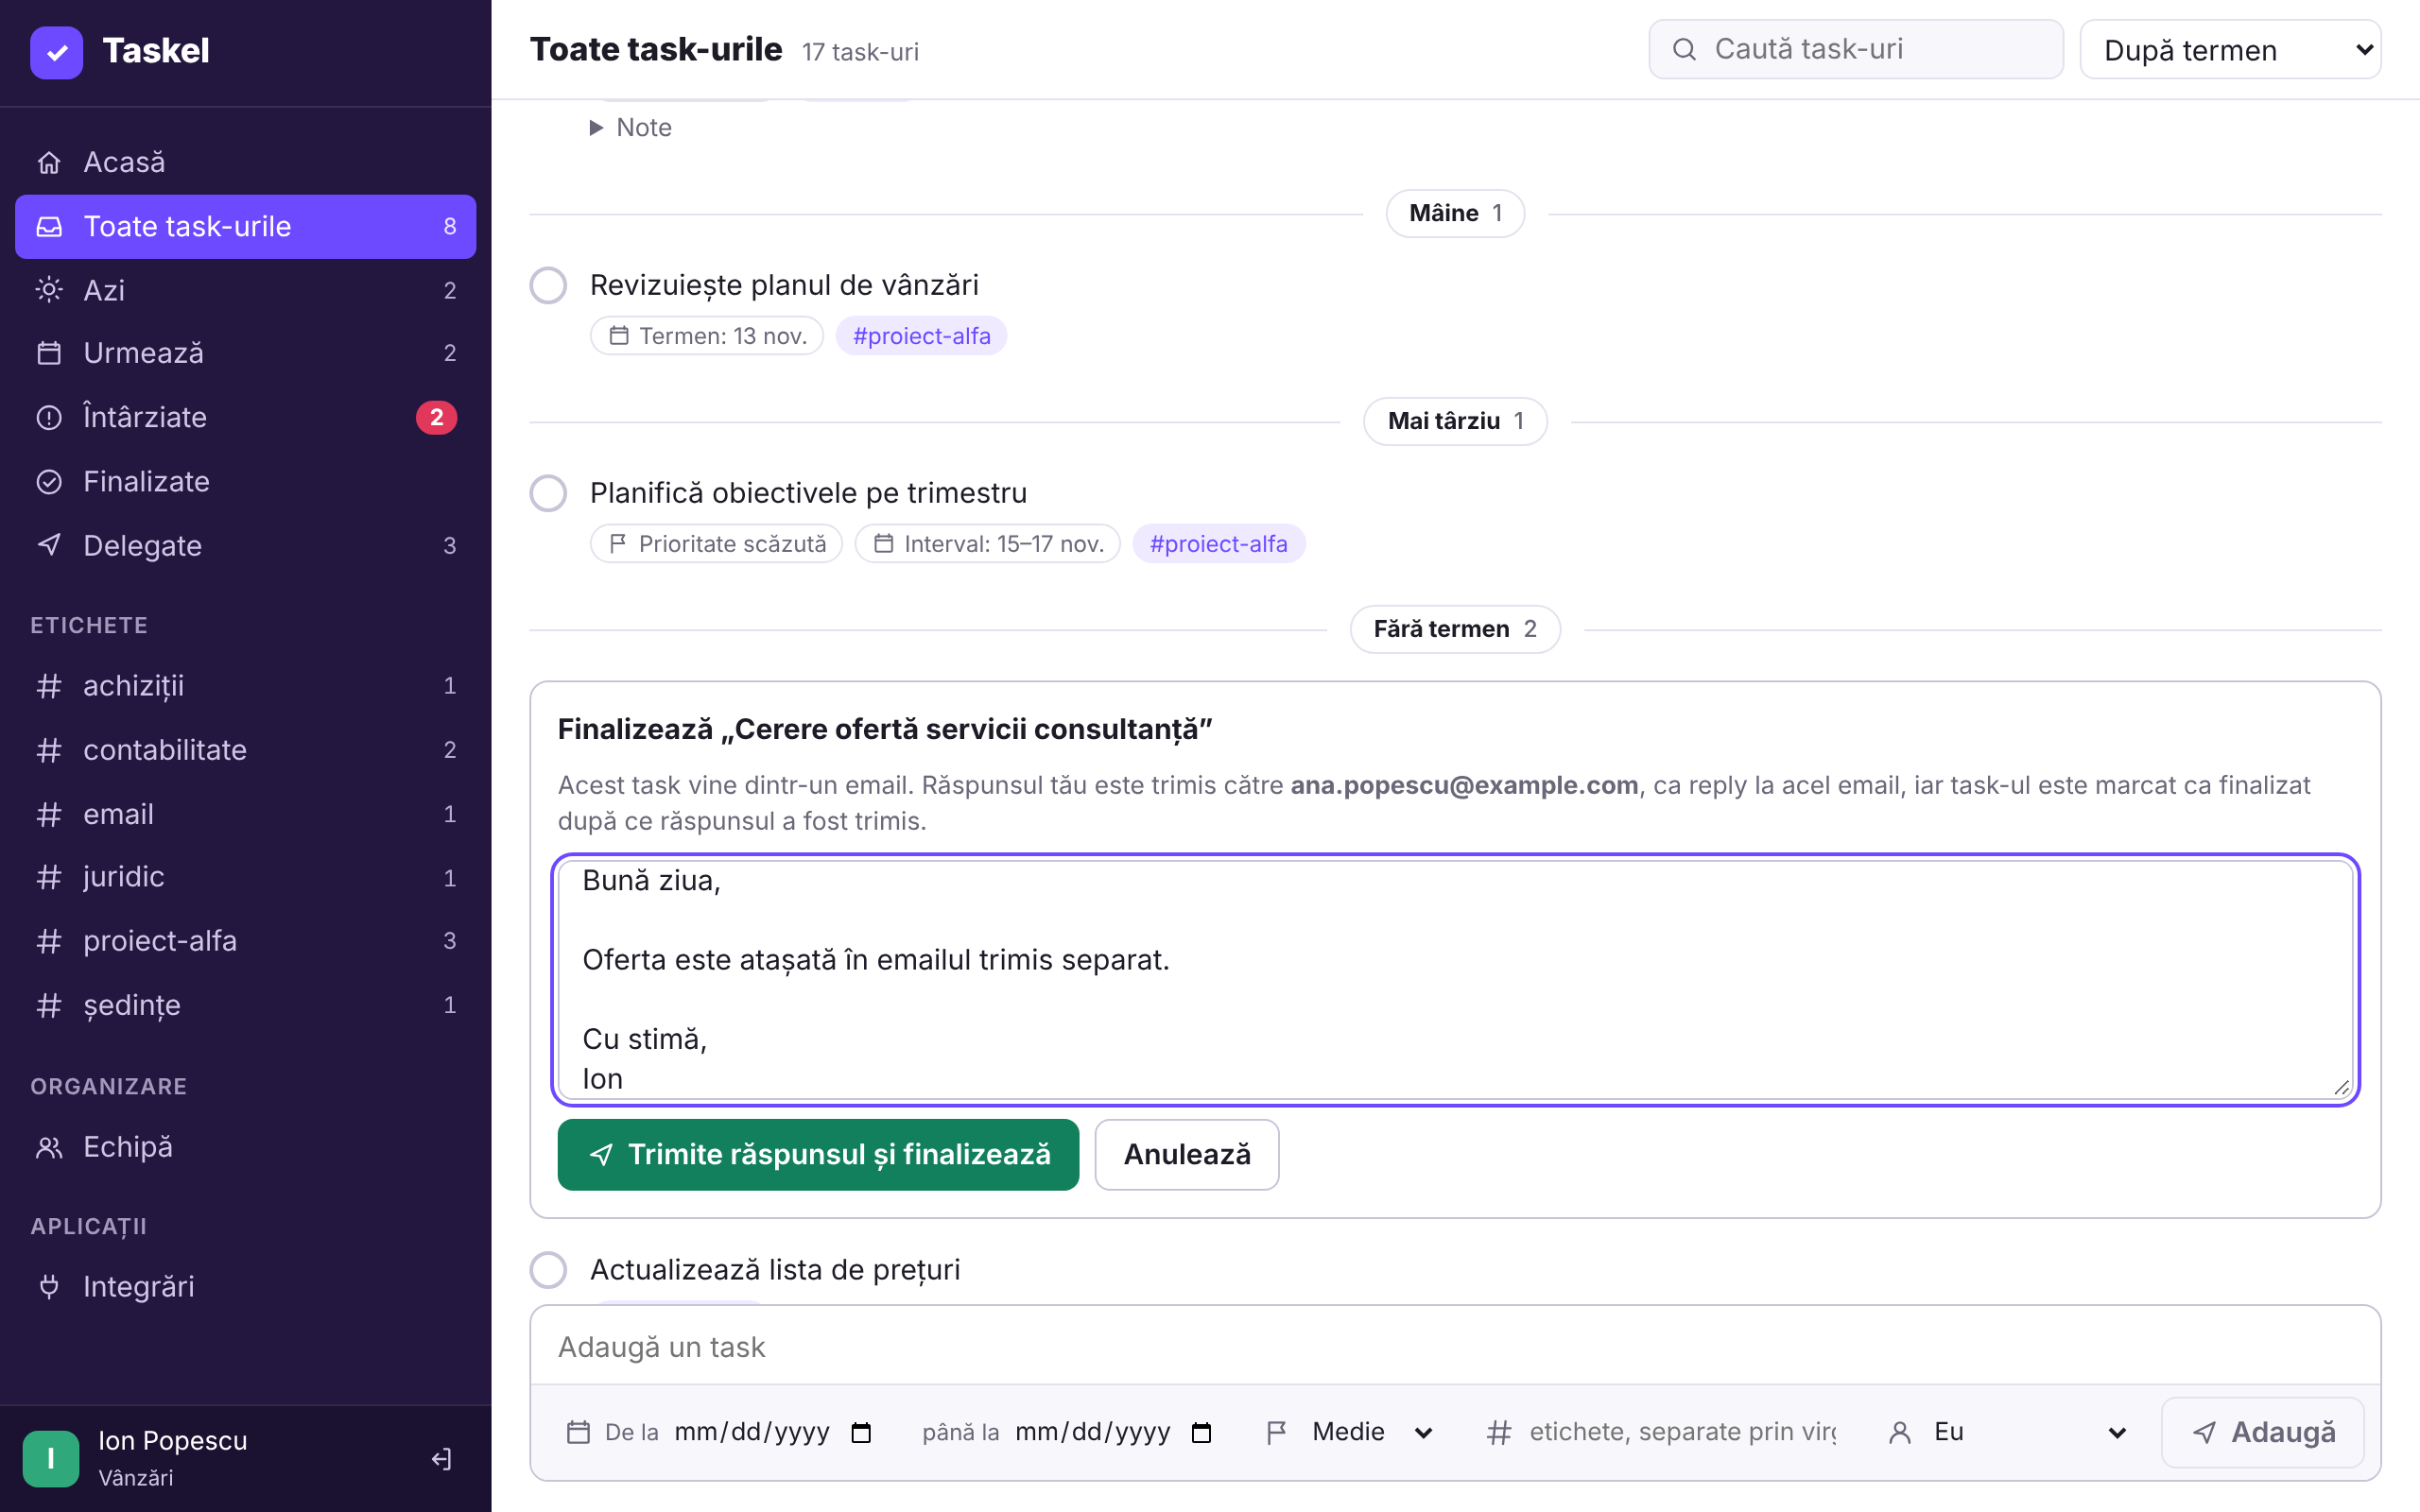 Taskel
Acasă
Toate task-urile 8
Azi 2
Urmează 2
Întârziate 2
Finalizate
Delegate 3
ETICHETE
achiziții 1
contabilitate 2
email 1
juridic 1
proiect-alfa 3
ședințe 1
ORGANIZARE
Echipă
APLICAȚII
Integrări
I
Ion Popescu
Vânzări
Toate task-urile 17 task-uri
Caută task-uri
După termen
Note
Mâine 1
Revizuiește planul de vânzări
Termen: 13 nov. #proiect-alfa
Mai târziu 1
Planifică obiectivele pe trimestru
Prioritate scăzută Interval: 15–17 nov. #proiect-alfa
Fără termen 2
Finalizează „Cerere ofertă servicii consultanță”
Acest task vine dintr-un email. Răspunsul tău este trimis către ana.popescu@example.com, ca reply la acel email, iar task-ul este marcat ca finalizat
după ce răspunsul a fost trimis.
Bună ziua,
Oferta este atașată în emailul trimis separat.
Cu stimă,
Ion
Trimite răspunsul și finalizează Anulează
Actualizează lista de prețuri
Adaugă un task
De la mm/dd/yyyy până la mm/dd/yyyy Medie # etichete, separate prin Eu Adaugă